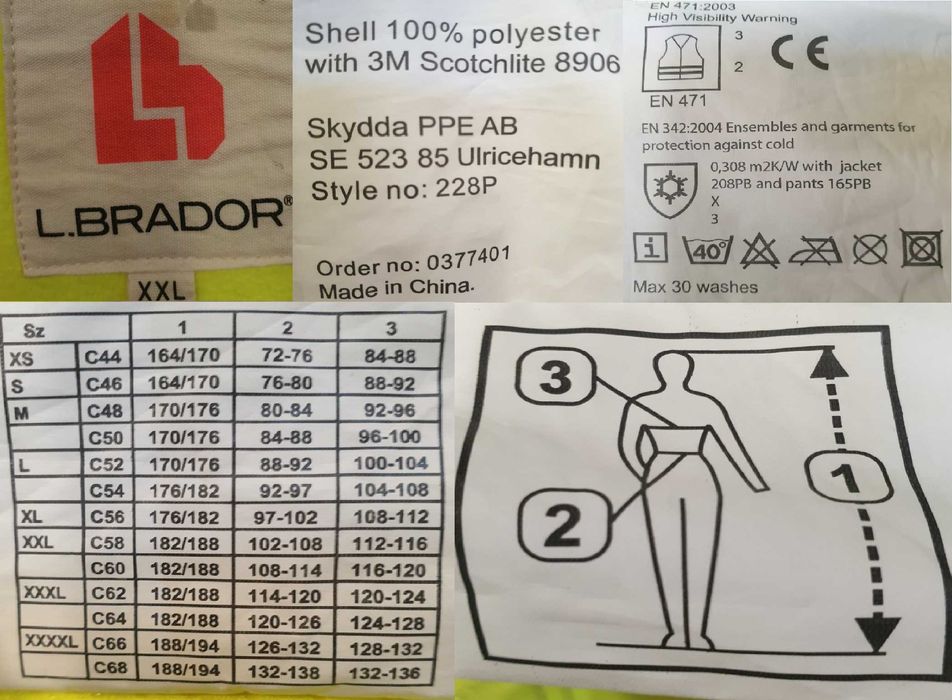 L.BRADOR®
XXL
Shell 100% polyester
with 3M Scotchlite 8906
Skydda PPE AB
SE 523 85 Ulricehamn
Style no: 228P
Order no: 0377401
Made in China.
EN 471:2003
High Visibility Warning
3
2
CE
EN 471
EN 342:2004 Ensembles and garments for
protection against cold
0,308 m2K/W with jacket
208PB and pants 165PB
X
3
i 40°
Max 30 washes
Sz 1 2 3
XS C44 164/170 72-76 84-88
S C46 164/170 76-80 88-92
M C48 170/176 80-84 92-96
C50 170/176 84-88 96-100
L C52 170/176 88-92 100-104
C54 176/182 92-97 104-108
XL C56 176/182 97-102 108-112
XXL C58 182/188 102-108 112-116
C60 182/188 108-114 116-120
XXXL C62 182/188 114-120 120-124
C64 182/188 120-126 124-128
XXXXL C66 188/194 126-132 128-132
C68 188/194 132-138 132-136
3
1
2